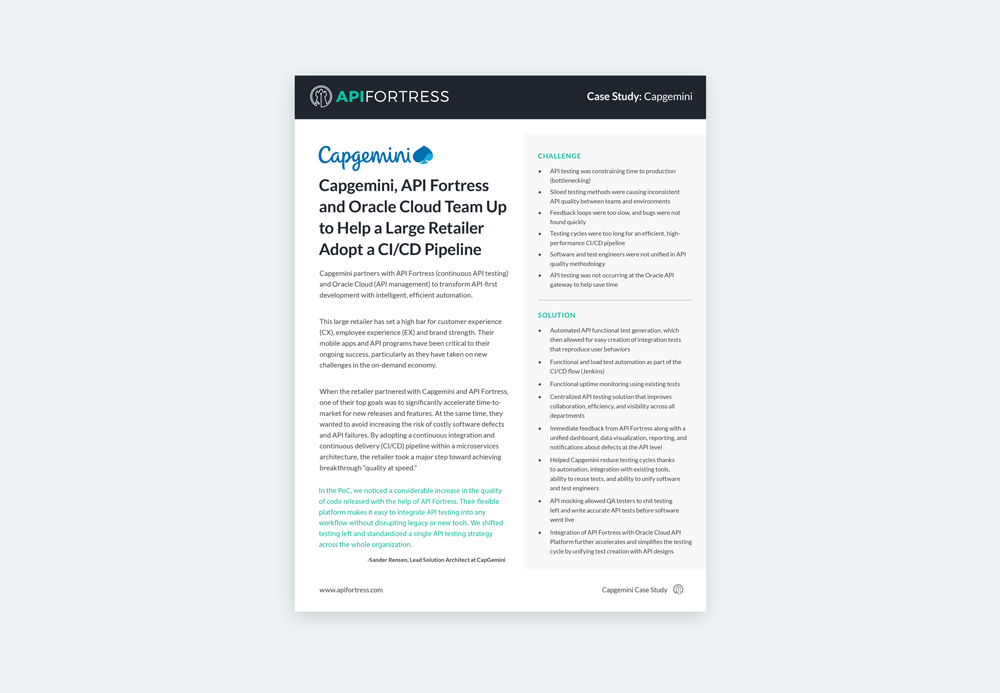 APIFORTRESS
Case Study: Capgemini
Capgemini
Capgemini, API Fortress
and Oracle Cloud Team Up
to Help a Large Retailer
Adopt a CI/CD Pipeline
Capgemini partners with API Fortress (continuous API testing)
and Oracle Cloud (API management) to transform API-first
development with intelligent, efficient automation.
This large retailer has set a high bar for customer experience
(CX), employee experience (EX) and brand strength. Their
mobile apps and API programs have been critical to their
ongoing success, particularly as they have taken on new
challenges in the on-demand economy.
When the retailer partnered with Capgemini and API Fortress,
one of their top goals was to significantly accelerate time-to-
market for new releases and features. At the same time, they
wanted to avoid increasing the risk of costly software defects
and API failures. By adopting a continuous integration and
continuous delivery (CI/CD) pipeline within a microservices
architecture, the retailer took a major step toward achieving
breakthrough "quality at speed."
In the PoC, we noticed a considerable increase in the quality
of code released with the help of API Fortress. Their flexible
platform makes it easy to integrate API testing into any
workflow without disrupting legacy or new tools. We shifted
testing left and standardized a single API testing strategy
across the whole organization.
-Sander Rensen, Lead Solution Architect at CapGemini
CHALLENGE
• API testing was constraining time to production
(bottlenecking)
• Siloed testing methods were causing inconsistent
API quality between teams and environments
• Feedback loops were too slow, and bugs were not
found quickly
• Testing cycles were too long for an efficient, high-
performance CI/CD pipeline
• Software and test engineers were not unified in API
quality methodology
• API testing was not occurring at the Oracle API
gateway to help save time
SOLUTION
• Automated API functional test generation, which
then allowed for easy creation of integration tests
that reproduce user behaviors
• Functional and load test automation as part of the
CI/CD flow (Jenkins)
• Functional uptime monitoring using existing tests
• Centralized API testing solution that improves
collaboration, efficiency, and visibility across all
departments
• Immediate feedback from API Fortress along with a
unified dashboard, data visualization, reporting, and
notifications about defects at the API level
• Helped Capgemini reduce testing cycles thanks
to automation, integration with existing tools,
ability to reuse tests, and ability to unify software
and test engineers
• API mocking allowed QA testers to shit testing
left and write accurate API tests before software
went live
• Integration of API Fortress with Oracle Cloud API
Platform further accelerates and simplifies the testing
cycle by unifying test creation with API designs
www.apifortress.com
Capgemini Case Study